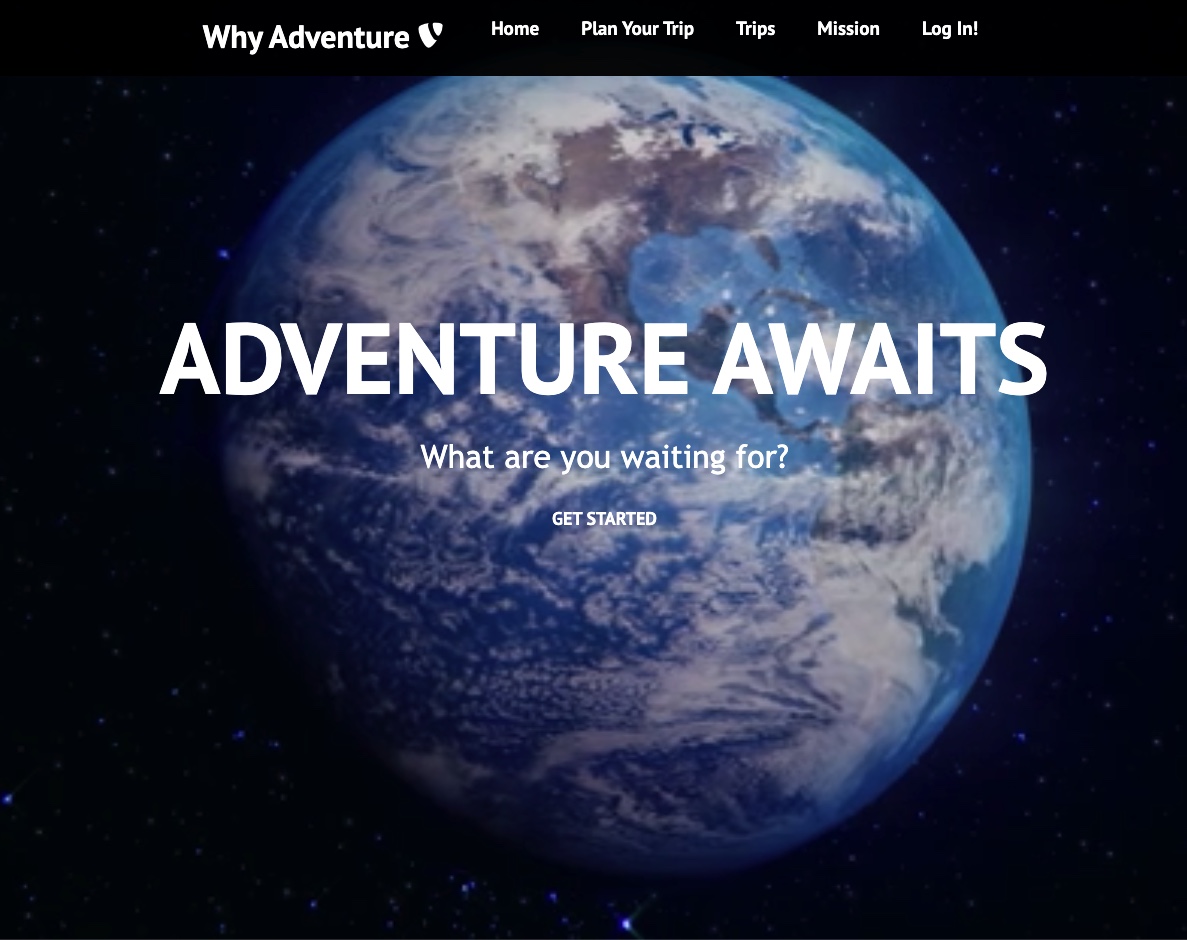 Why Adventure
Home
Plan Your Trip
Trips
Mission
Log In!
ADVENTURE AWAITS
What are you waiting for?
GET STARTED